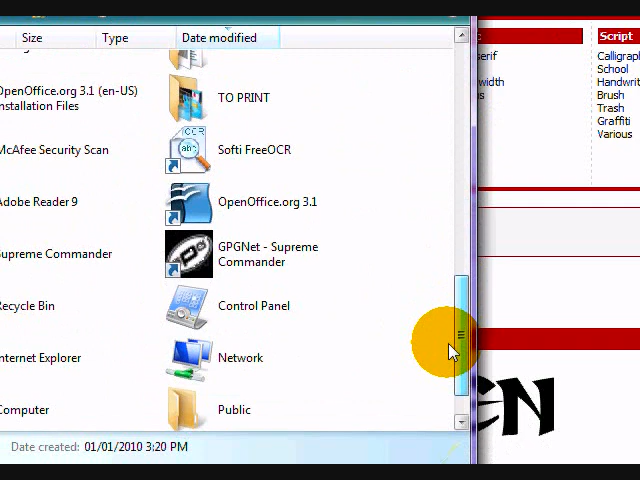 Size Type Date modified
OpenOffice.org 3.1 (en-US)
Installation Files
TO PRINT
McAfee Security Scan
Softi FreeOCR
Adobe Reader 9
OpenOffice.org 3.1
Supreme Commander
GPGNet - Supreme
Commander
Recycle Bin
Control Panel
Internet Explorer
Network
Computer
Public
Date created: 01/01/2010 3:20 PM
Script
serif
Calligraph
School
width
Handwrit
Brush
Trash
Graffiti
Various